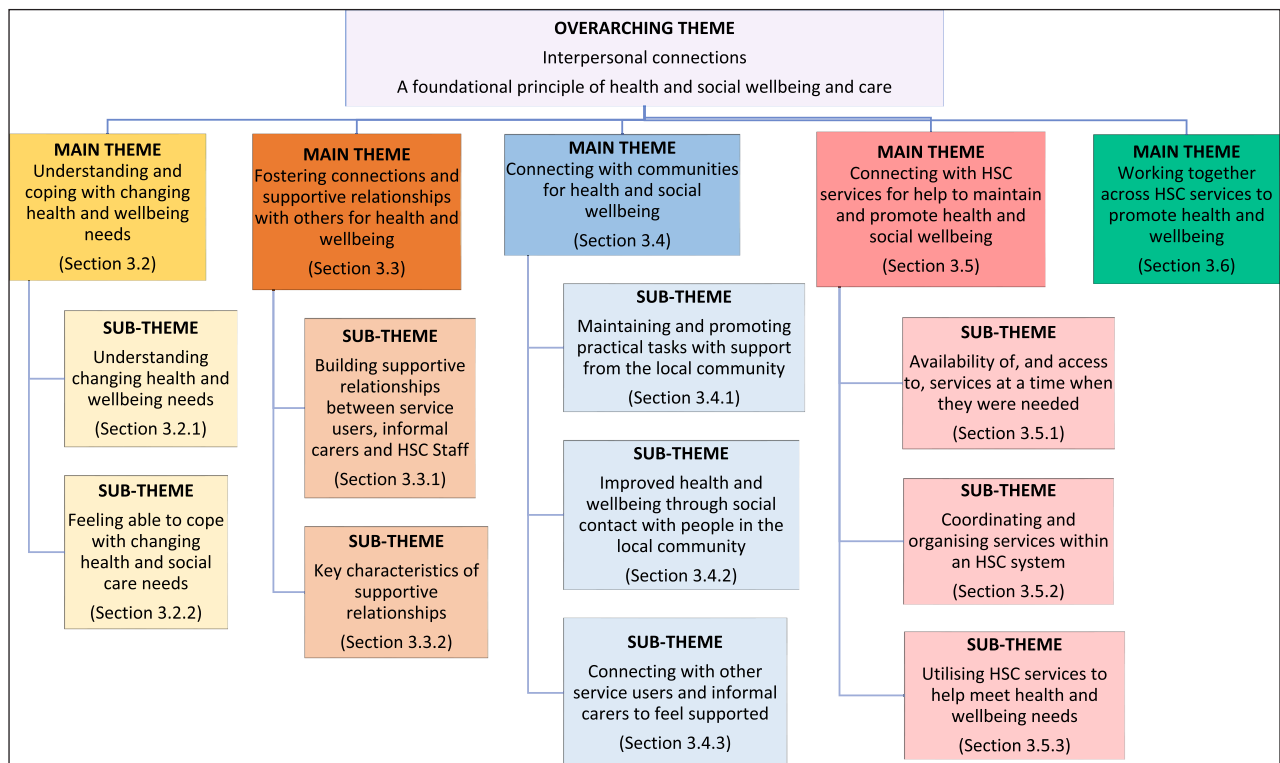 OVERARCHING THEME
Interpersonal connections
A foundational principle of health and social wellbeing and care
MAIN THEME
Understanding and
coping with changing
health and wellbeing
needs
(Section 3.2)
MAIN THEME
Fostering connections and
supportive relationships
with others for health and
wellbeing
(Section 3.3)
MAIN THEME
Connecting with communities
for health and social
wellbeing
(Section 3.4)
MAIN THEME
Connecting with HSC
services for help to maintain
and promote health and
social wellbeing
(Section 3.5)
MAIN THEME
Working together
across HSC services to
promote health and
wellbeing
(Section 3.6)
SUB-THEME
Understanding
changing health and
wellbeing needs
(Section 3.2.1)
SUB-THEME
Feeling able to cope
with changing
health and social
care needs
(Section 3.2.2)
SUB-THEME
Building supportive
relationships
between service
users, informal
carers and HSC Staff
(Section 3.3.1)
SUB-THEME
Key characteristics of
supportive
relationships
(Section 3.3.2)
SUB-THEME
Maintaining and promoting
practical tasks with support
from the local community
(Section 3.4.1)
SUB-THEME
Improved health and
wellbeing through social
contact with people in the
local community
(Section 3.4.2)
SUB-THEME
Connecting with other
service users and informal
carers to feel supported
(Section 3.4.3)
SUB-THEME
Availability of, and access
to, services at a time when
they were needed
(Section 3.5.1)
SUB-THEME
Coordinating and
organising services within
an HSC system
(Section 3.5.2)
SUB-THEME
Utilising HSC services to
help meet health and
wellbeing needs
(Section 3.5.3)